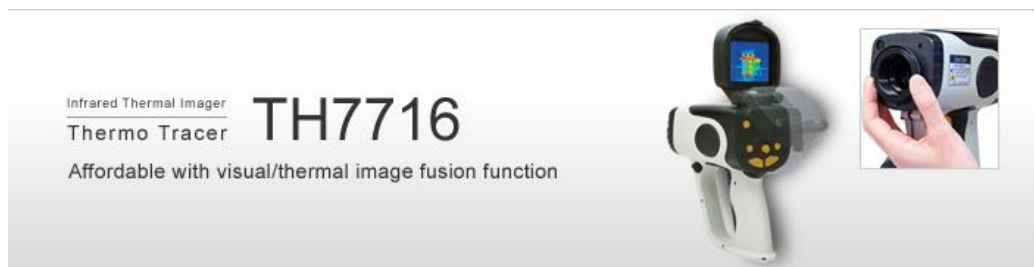 Infrared Thermal Imager
Thermo Tracer TH7716
Affordable with visual/thermal image fusion function